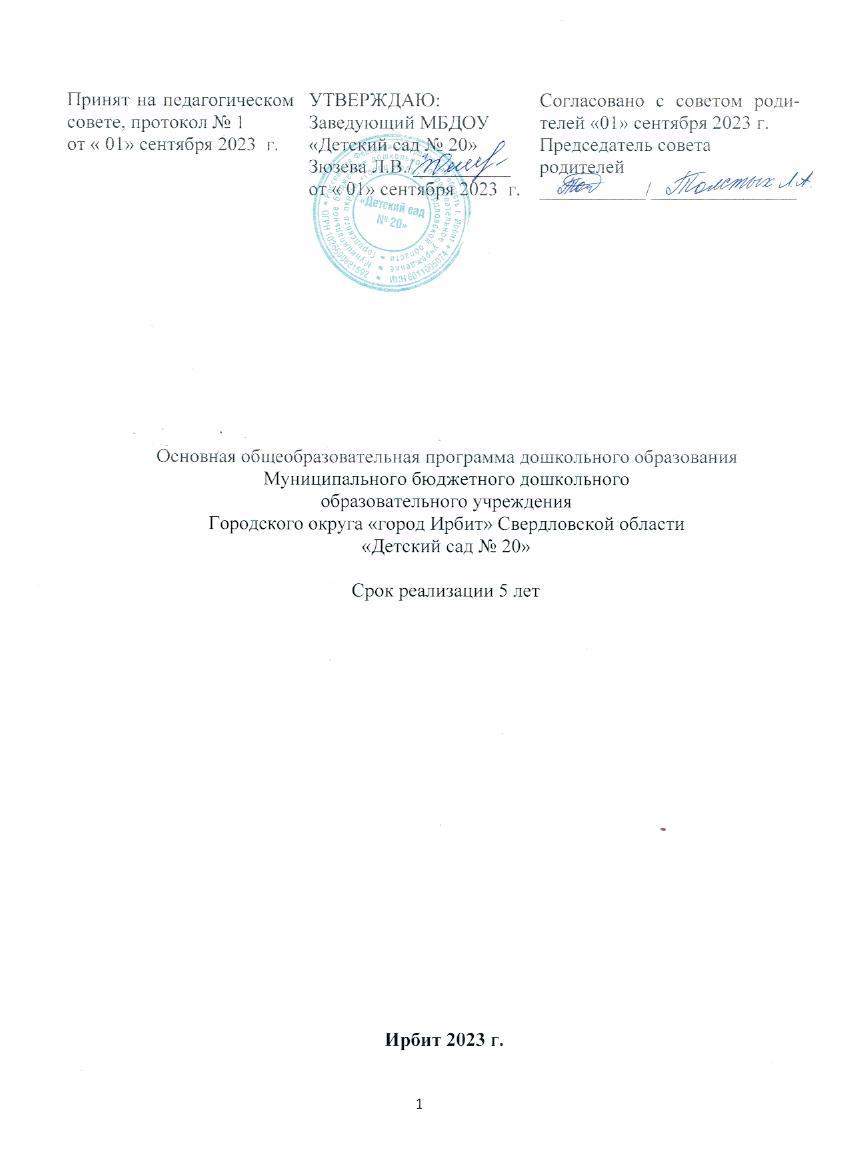 Принят на педагогическом
совете, протокол № 1
от « 01» сентября 2023 г.
УТВЕРЖДАЮ:
Заведующий МБДОУ
«Детский сад № 20»
Зюзева Л.В./
от « 01» сентября 2023 г.
«Детский сад
№ 20»
Согласовано с советом роди-
телей «01» сентября 2023 г.
Председатель совета
родителей
/ Толстых Л.А.
Основная общеобразовательная программа дошкольного образования
Муниципального бюджетного дошкольного
образовательного учреждения
Городского округа «город Ирбит» Свердловской области
«Детский сад № 20»
Срок реализации 5 лет
Ирбит 2023 г.
1